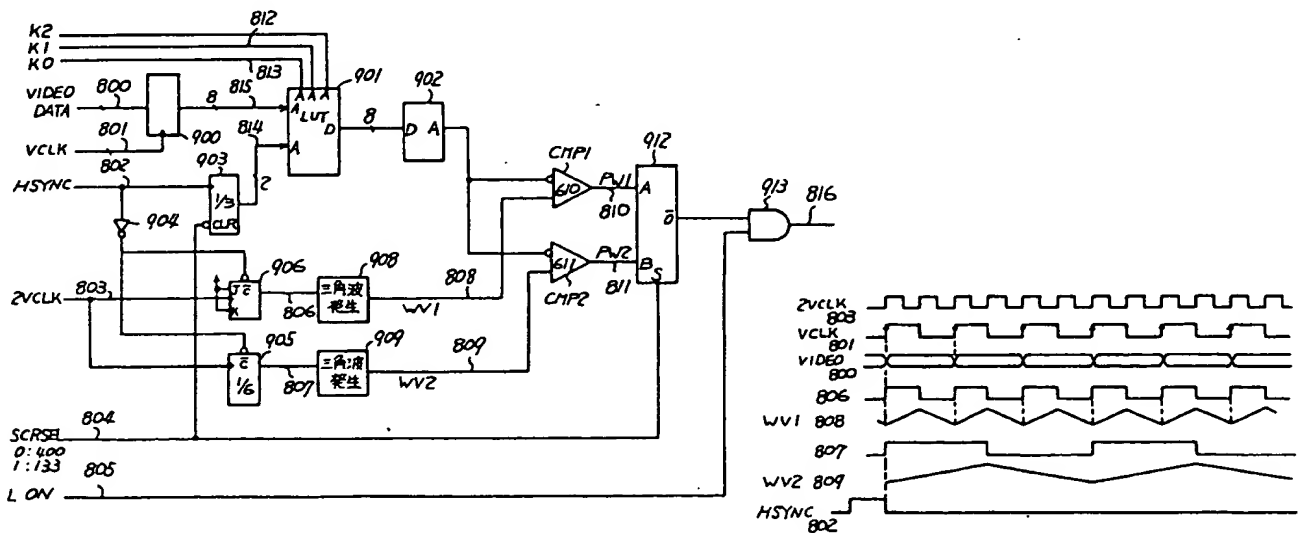 K2
K1
K0
812
813
VIDEO
DATA
800
8
815
814
2
VCLK
801
900
A A A
A
LUT
D
A
901
8
902
D A
HSYNC
802
903
1/3
CLR
904
CMP1
610
PW1
810
CMP2
611
PW2
811
912
A
B
S
O
913
816
2VCLK
803
906
J C
K
806
908
三角波
発生
WV1
808
905
C
1/6
807
909
三角波
発生
WV2
809
SCRSEL
804
0:400
1:133
L ON
805
2VCLK
803
VCLK
801
VIDEO
800
806
WV1 808
807
WV2 809
HSYNC
802